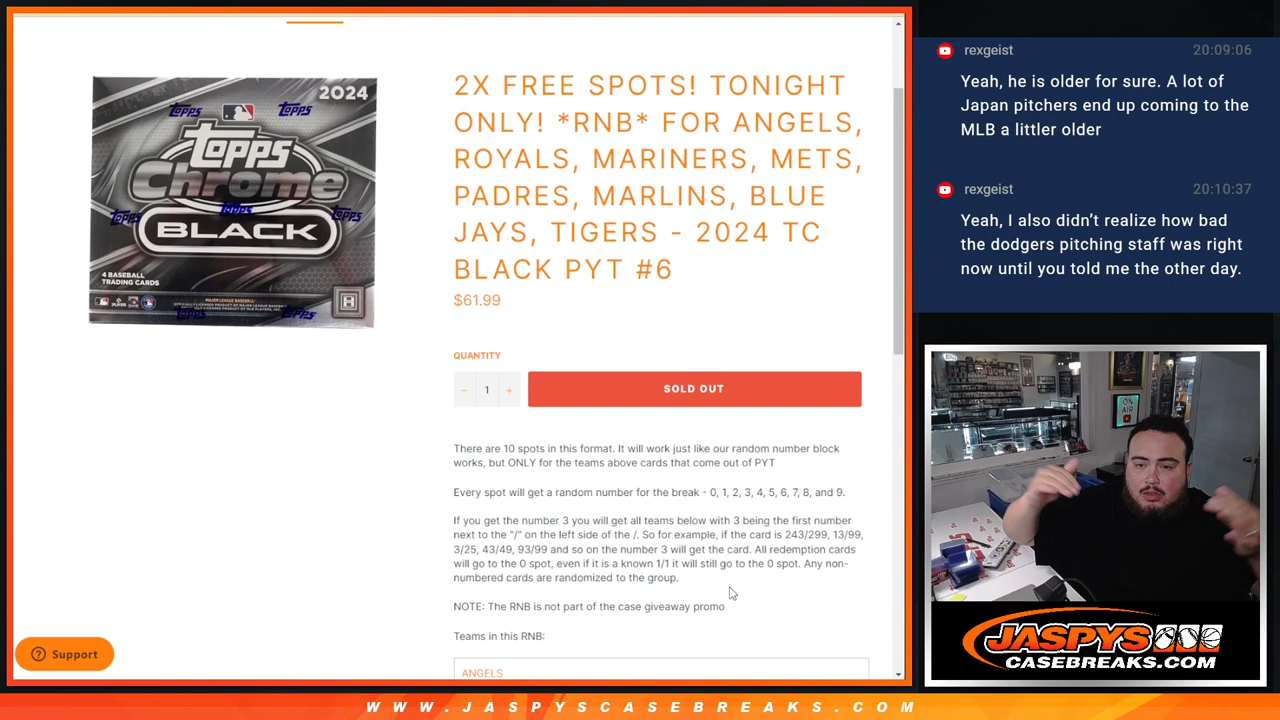 2024
topps
Chrome
BLACK
4 BASEBALL
TRADING CARDS
2X FREE SPOTS! TONIGHT
ONLY! *RNB* FOR ANGELS,
ROYALS, MARINERS, METS,
PADRES, MARLINS, BLUE
JAYS, TIGERS - 2024 TC
BLACK PYT #6
$61.99
QUANTITY
− 1 +
SOLD OUT
There are 10 spots in this format. It will work just like our random number block
works, but ONLY for the teams above cards that come out of PYT
Every spot will get a random number for the break - 0, 1, 2, 3, 4, 5, 6, 7, 8, and 9.
If you get the number 3 you will get all teams below with 3 being the first number
next to the "/" on the left side of the /. So for example, if the card is 243/299, 13/99,
3/25, 43/49, 93/99 and so on the number 3 will get the card. All redemption cards
will go to the 0 spot, even if it is a known 1/1 it will still go to the 0 spot. Any non-
numbered cards are randomized to the group.
NOTE: The RNB is not part of the case giveaway promo
Teams in this RNB:
ANGELS
Support
rexgeist 20:09:06
Yeah, he is older for sure. A lot of
Japan pitchers end up coming to the
MLB a littler older
rexgeist 20:10:37
Yeah, I also didn't realize how bad
the dodgers pitching staff was right
now until you told me the other day.
ON
AIR
JASPYS
CASEBREAKS.COM
WWW.JASPYSCASEBREAKS.COM